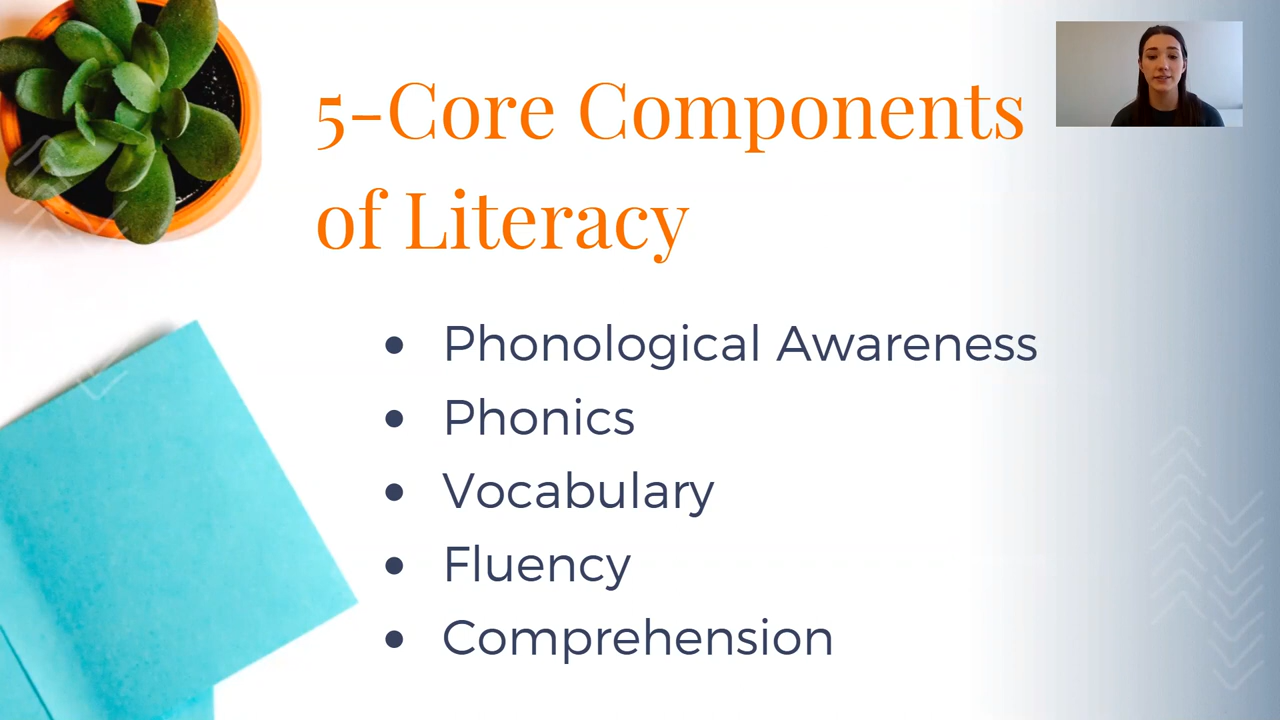 5-Core Components
of Literacy
• Phonological Awareness
• Phonics
• Vocabulary
• Fluency
• Comprehension